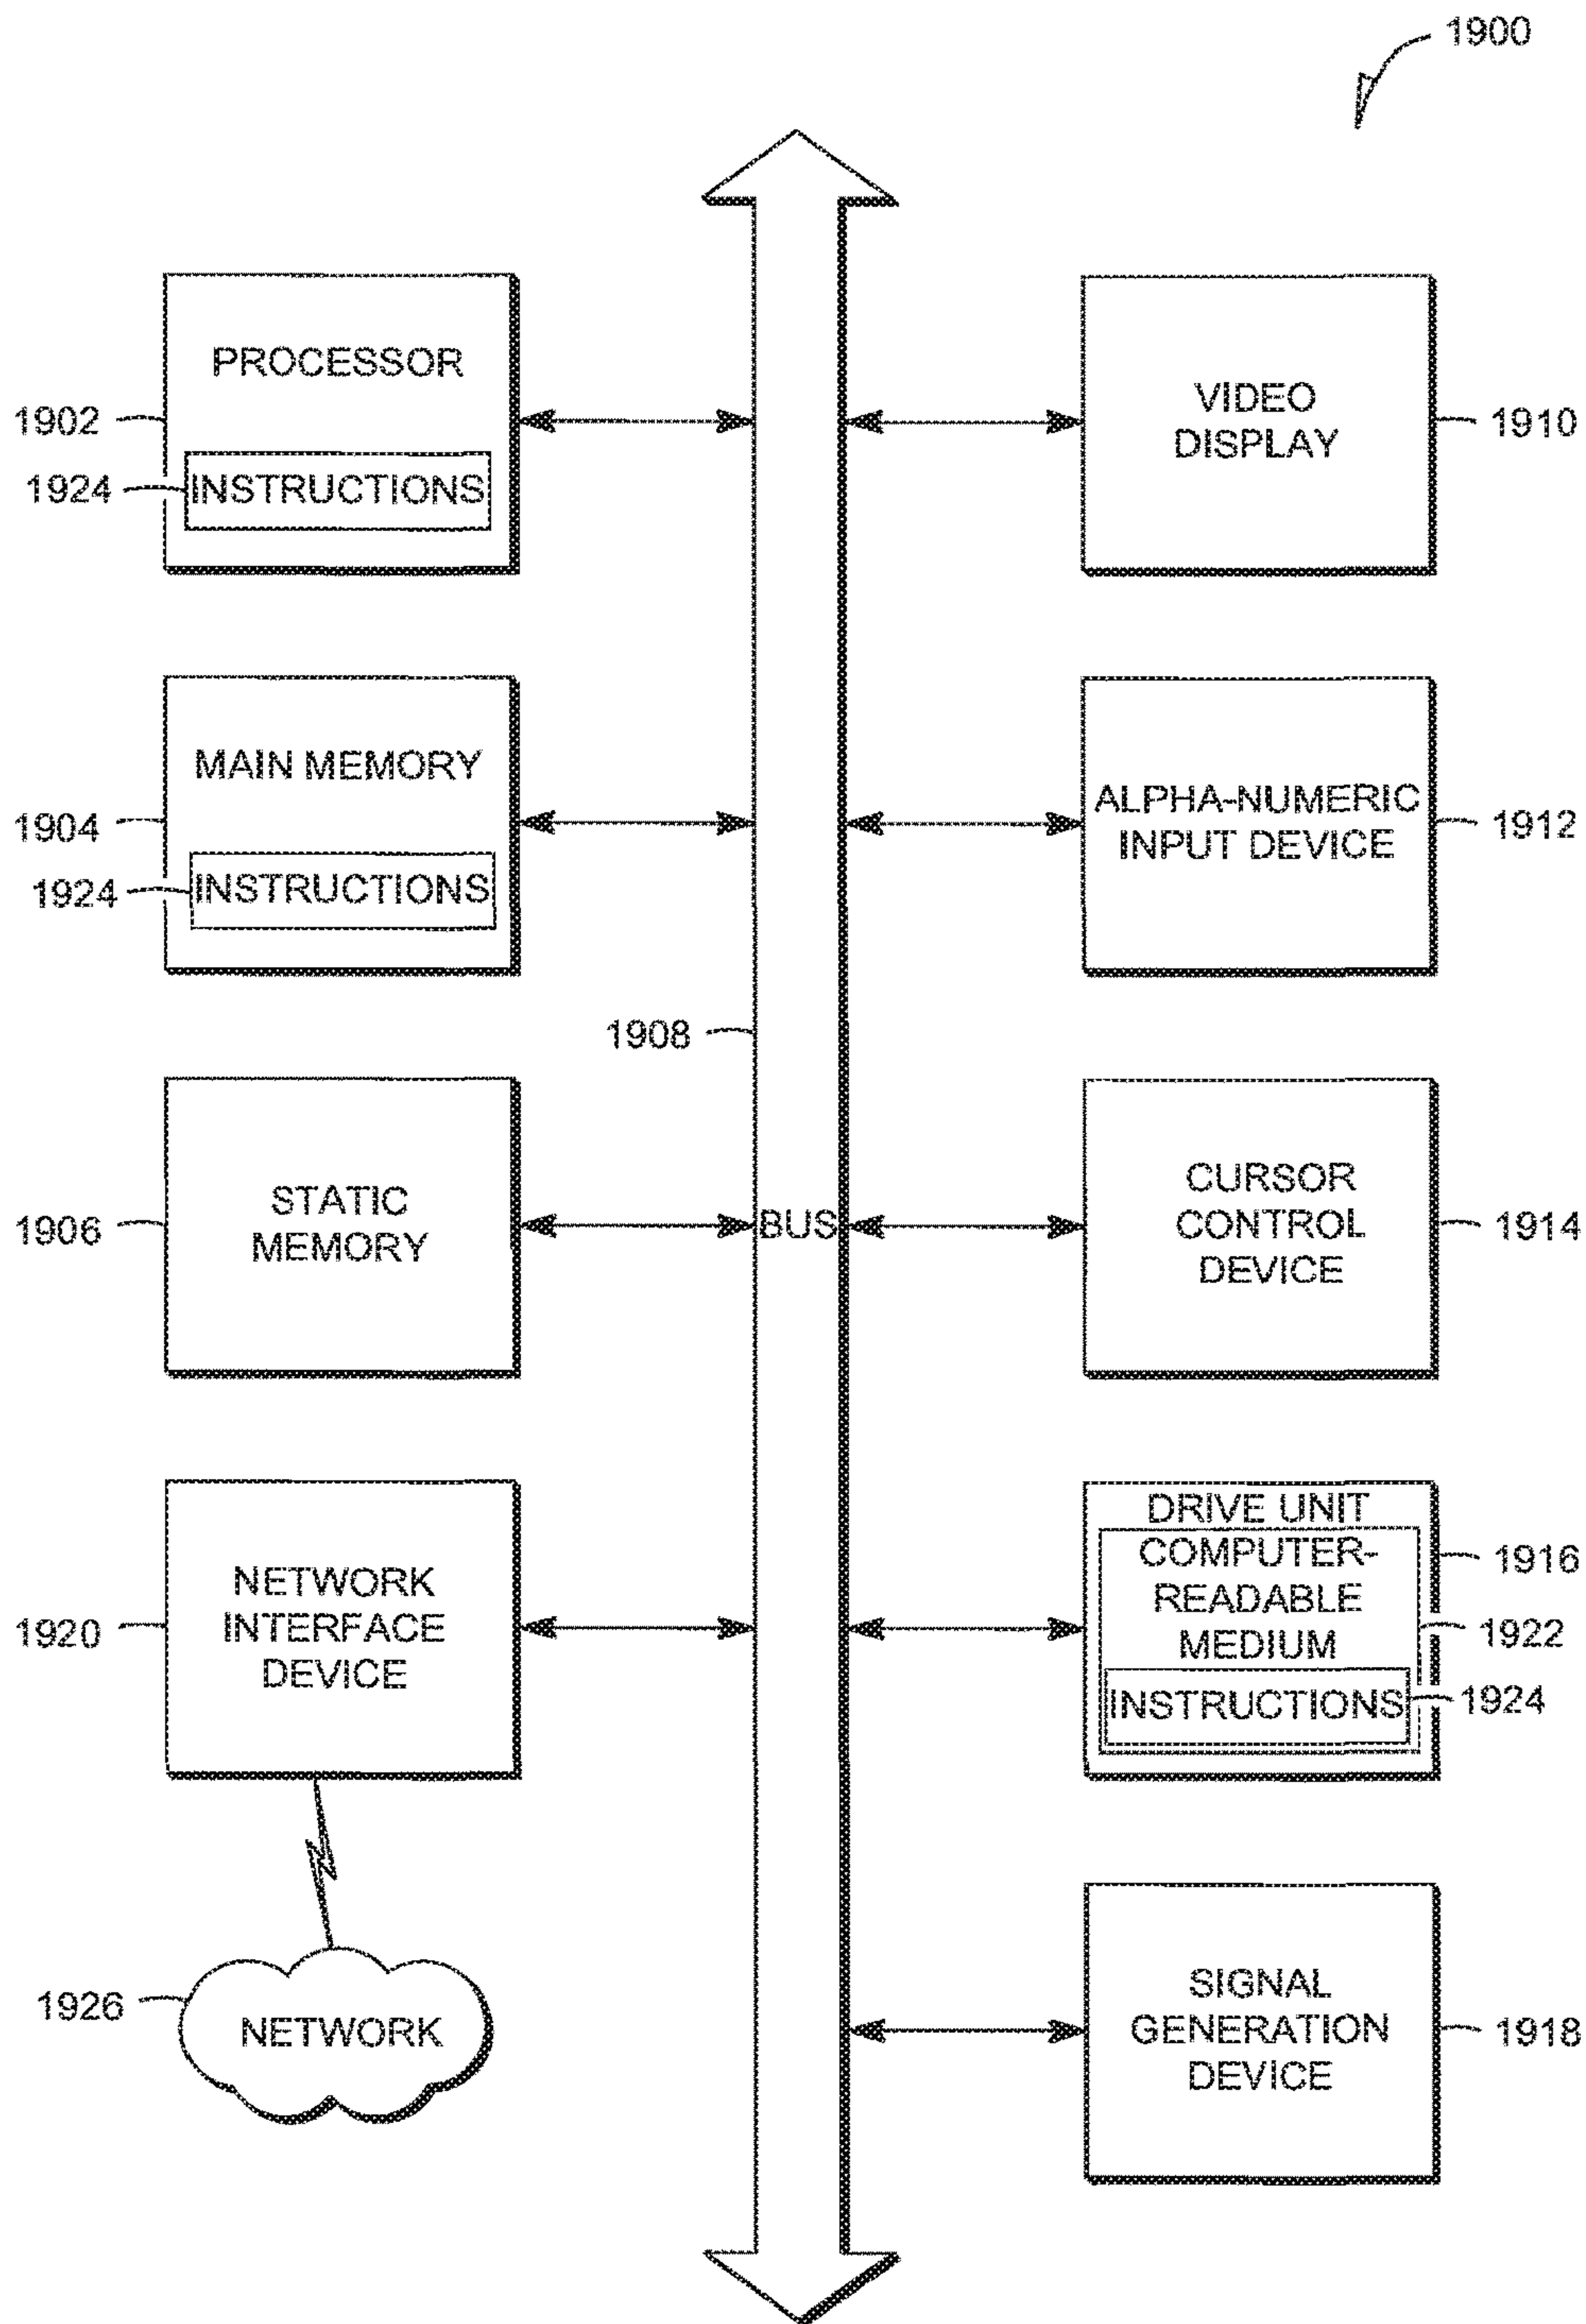 1900
PROCESSOR
1902
1924
INSTRUCTIONS
VIDEO
DISPLAY
1910
MAIN MEMORY
1904
1924
INSTRUCTIONS
ALPHA-NUMERIC
INPUT DEVICE
1912
1908
STATIC
MEMORY
1906
BUS
CURSOR
CONTROL
DEVICE
1914
NETWORK
INTERFACE
DEVICE
1920
DRIVE UNIT
COMPUTER-
READABLE
MEDIUM
INSTRUCTIONS
1916
1922
1924
1926
NETWORK
SIGNAL
GENERATION
DEVICE
1918